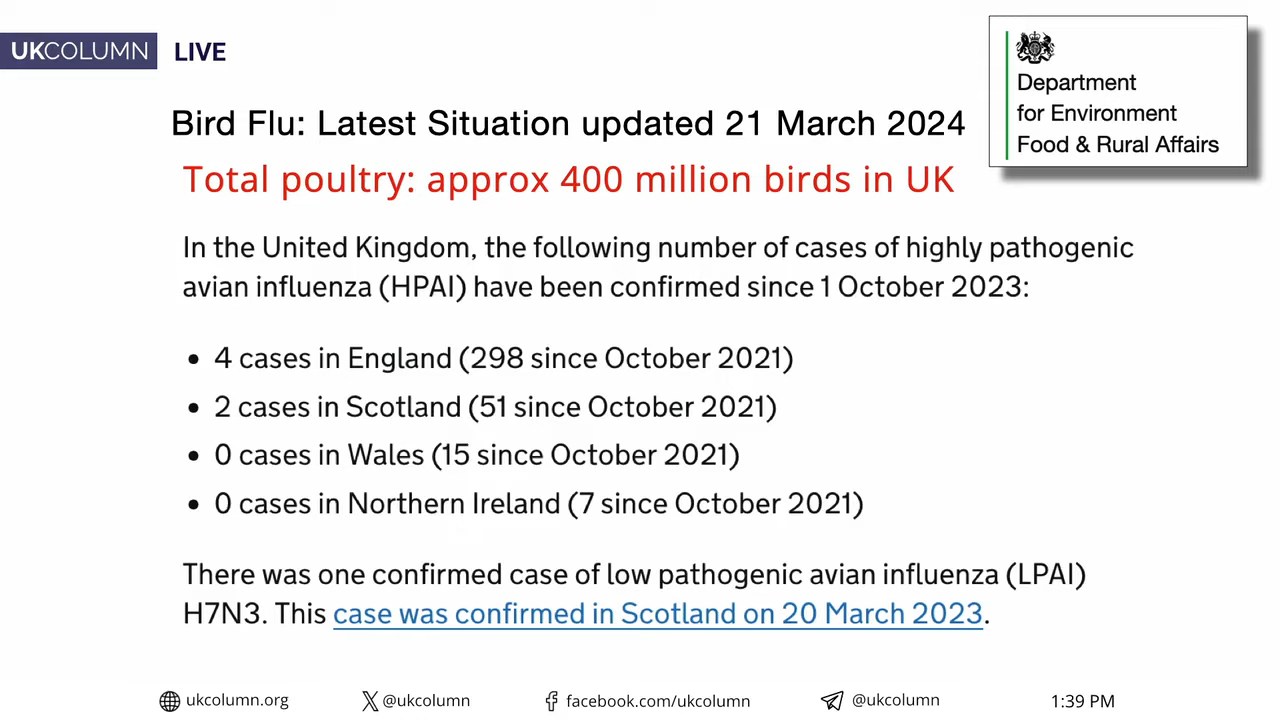 UKCOLUMN LIVE
Department
for Environment
Food & Rural Affairs
Bird Flu: Latest Situation updated 21 March 2024
Total poultry: approx 400 million birds in UK
In the United Kingdom, the following number of cases of highly pathogenic
avian influenza (HPAI) have been confirmed since 1 October 2023:
• 4 cases in England (298 since October 2021)
• 2 cases in Scotland (51 since October 2021)
• 0 cases in Wales (15 since October 2021)
• 0 cases in Northern Ireland (7 since October 2021)
There was one confirmed case of low pathogenic avian influenza (LPAI)
H7N3. This case was confirmed in Scotland on 20 March 2023.
ukcolumn.org @ukcolumn facebook.com/ukcolumn @ukcolumn 1:39 PM